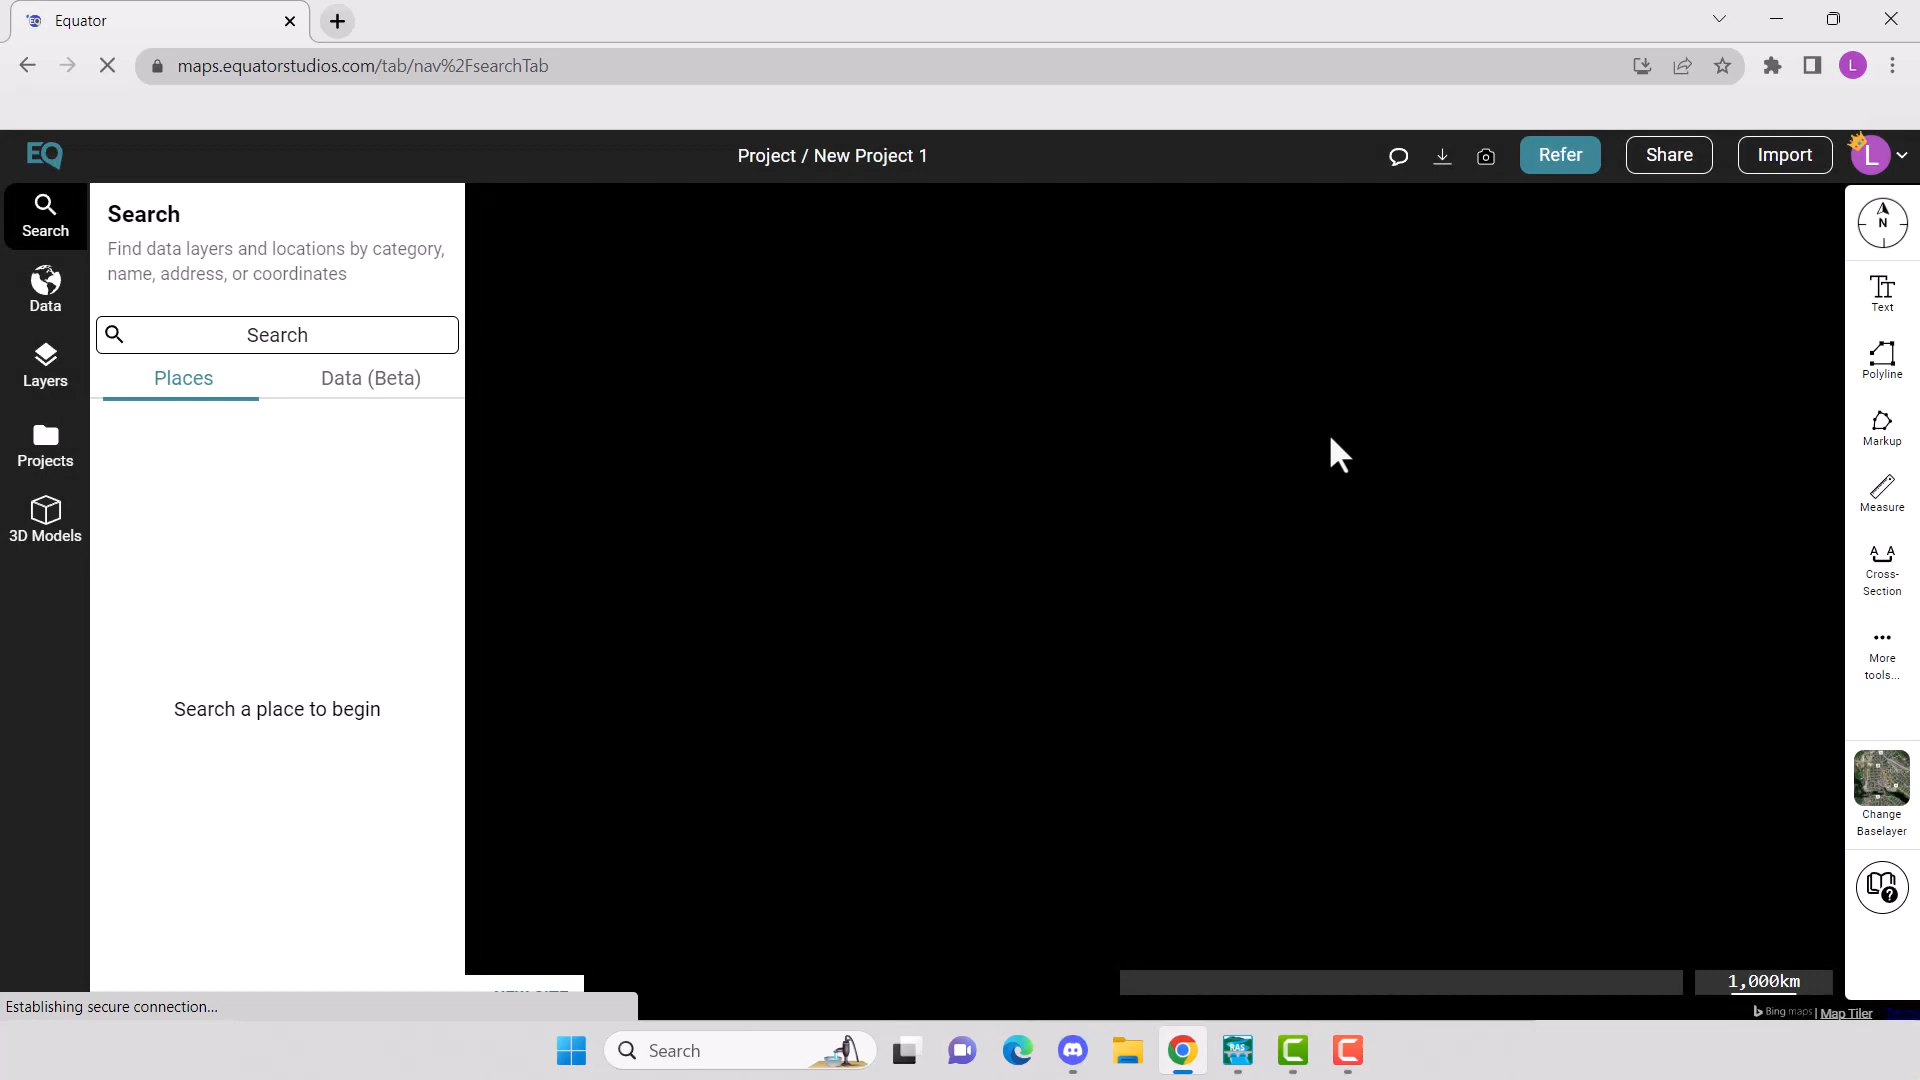 Equator
maps.equatorstudios.com/tab/nav%2FsearchTab
L
EQ
Project / New Project 1
Refer
Share
Import
L
Search
Data
Layers
Projects
3D Models
Search
Find data layers and locations by category,
name, address, or coordinates
Search
Places
Data (Beta)
Search a place to begin
N
Text
Polyline
Markup
Measure
A A
Cross-
Section
More
tools...
Change
Baselayer
1,000km
Bing maps | Map Tiler
Establishing secure connection...
Search
RAS